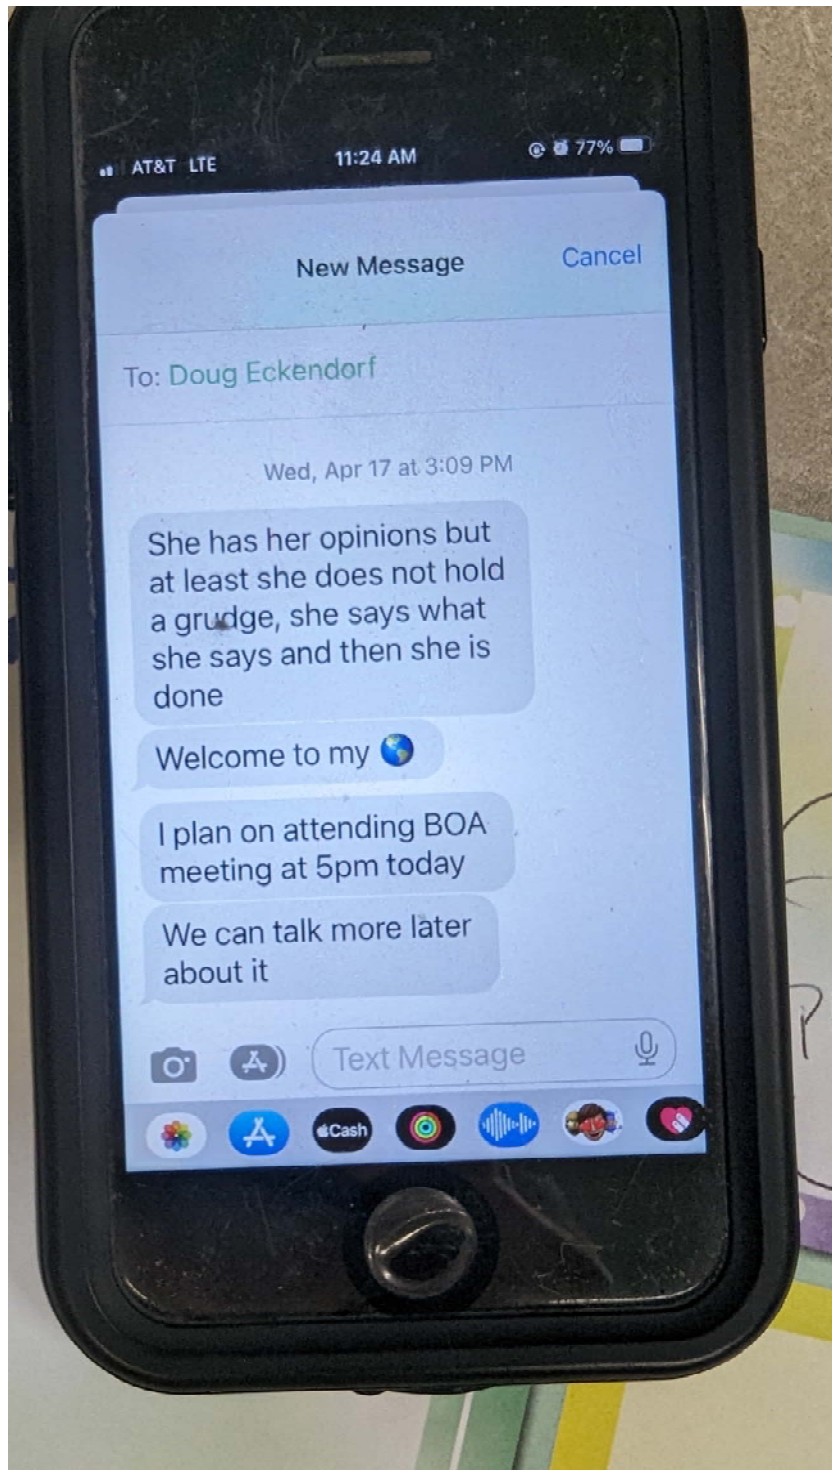 AT&T LTE 11:24 AM 77%
New Message Cancel
To: Doug Eckendorf
Wed, Apr 17 at 3:09 PM
She has her opinions but
at least she does not hold
a grudge, she says what
she says and then she is
done
Welcome to my 🌎
I plan on attending BOA
meeting at 5pm today
We can talk more later
about it
Text Message
Cash
P